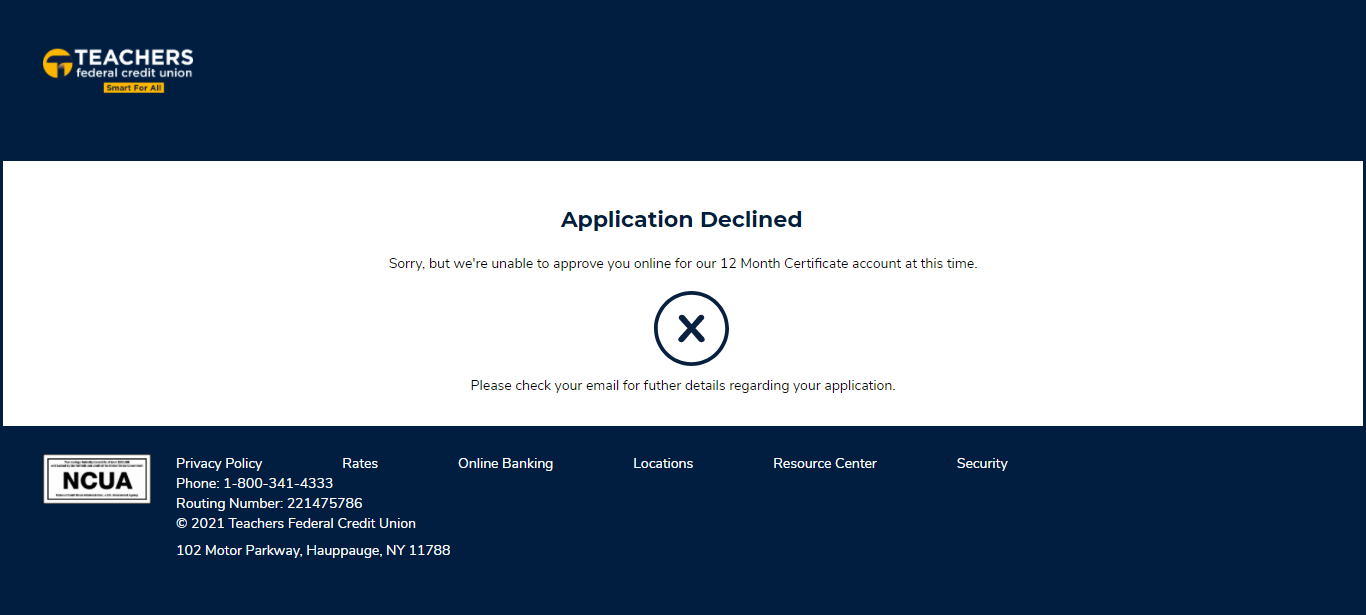 TEACHERS
federal credit union
Smart For All
Application Declined
Sorry, but we're unable to approve you online for our 12 Month Certificate account at this time.
Please check your email for futher details regarding your application.
NCUA
Privacy Policy Rates Online Banking Locations Resource Center Security
Phone: 1-800-341-4333
Routing Number: 221475786
© 2021 Teachers Federal Credit Union
102 Motor Parkway, Hauppauge, NY 11788